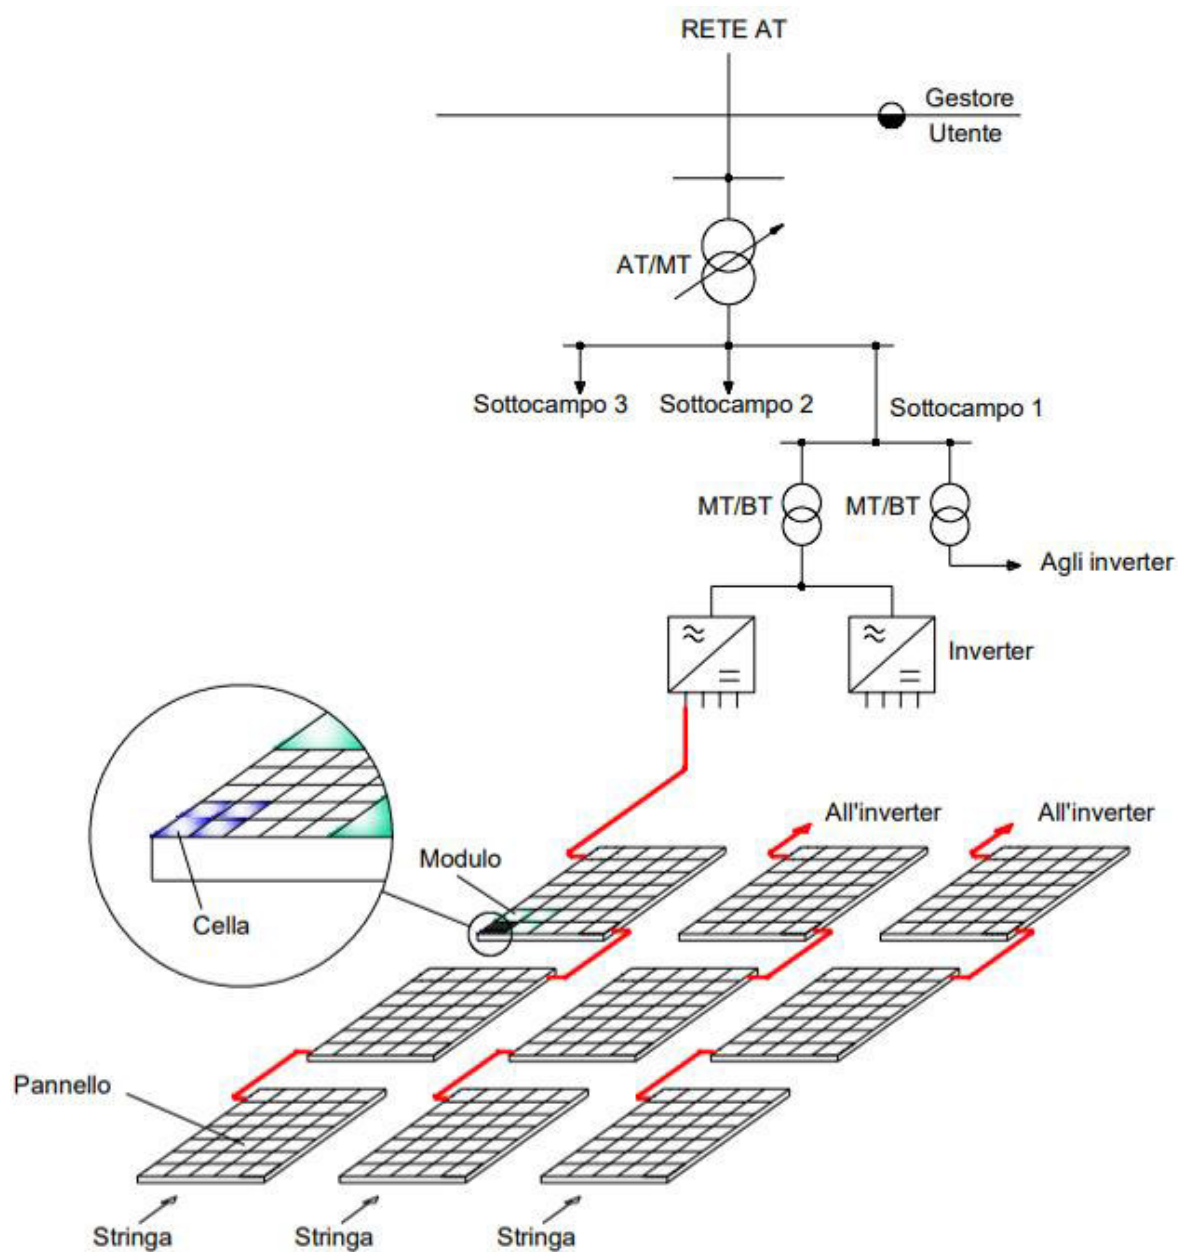 RETE AT
Gestore
Utente
AT/MT
Sottocampo 3
Sottocampo 2
Sottocampo 1
MT/BT
MT/BT
Agli inverter
Inverter
All'inverter
All'inverter
Modulo
Cella
Pannello
Stringa
Stringa
Stringa